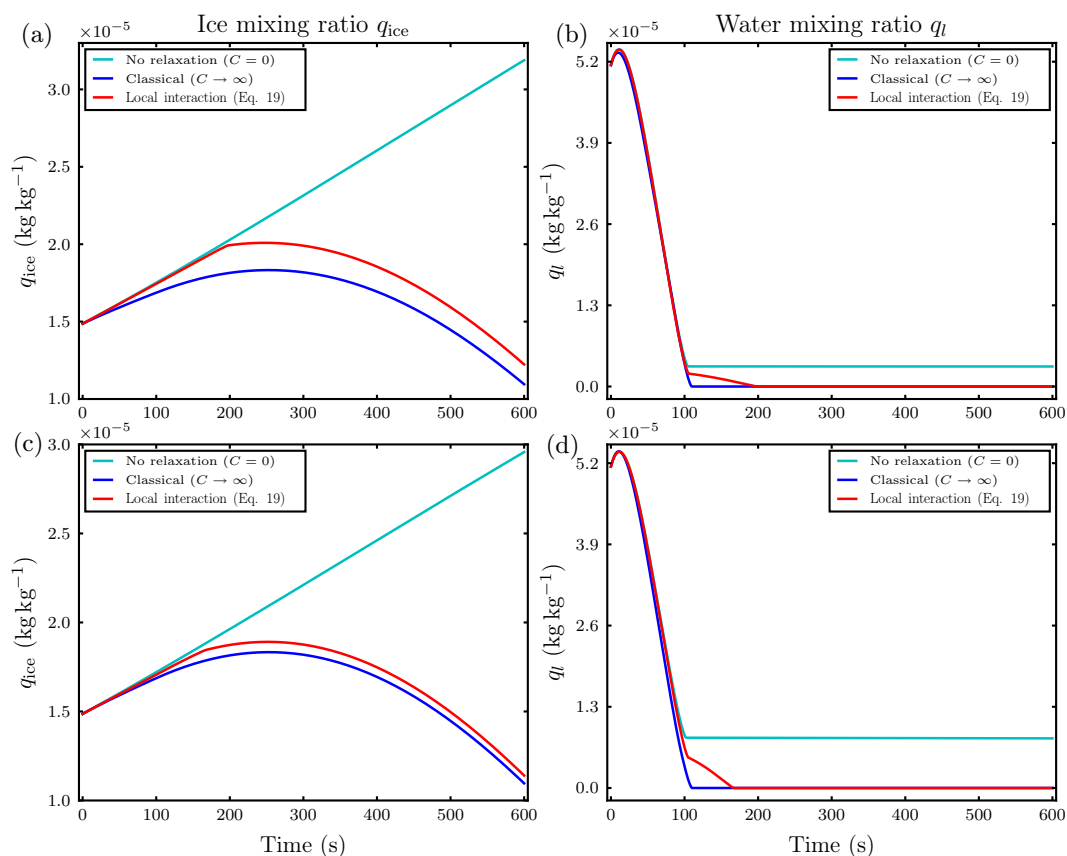 Ice mixing ratio q_ice
Water mixing ratio q_l
(a)
×10⁻⁵
No relaxation (C = 0)
Classical (C → ∞)
Local interaction (Eq. 19)
q_ice (kg kg⁻¹)
3.0
2.5
2.0
1.5
1.0
0
100
200
300
400
500
600
(b)
×10⁻⁵
No relaxation (C = 0)
Classical (C → ∞)
Local interaction (Eq. 19)
q_l (kg kg⁻¹)
5.2
3.9
2.6
1.3
0.0
0
100
200
300
400
500
600
(c)
×10⁻⁵
No relaxation (C = 0)
Classical (C → ∞)
Local interaction (Eq. 19)
q_ice (kg kg⁻¹)
3.0
2.5
2.0
1.5
1.0
0
100
200
300
400
500
600
Time (s)
(d)
×10⁻⁵
No relaxation (C = 0)
Classical (C → ∞)
Local interaction (Eq. 19)
q_l (kg kg⁻¹)
5.2
3.9
2.6
1.3
0.0
0
100
200
300
400
500
600
Time (s)